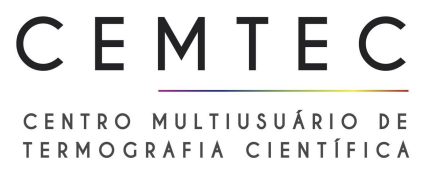 CEMTEC
CENTRO MULTIUSUÁRIO DE
TERMOGRAFIA CIENTÍFICA